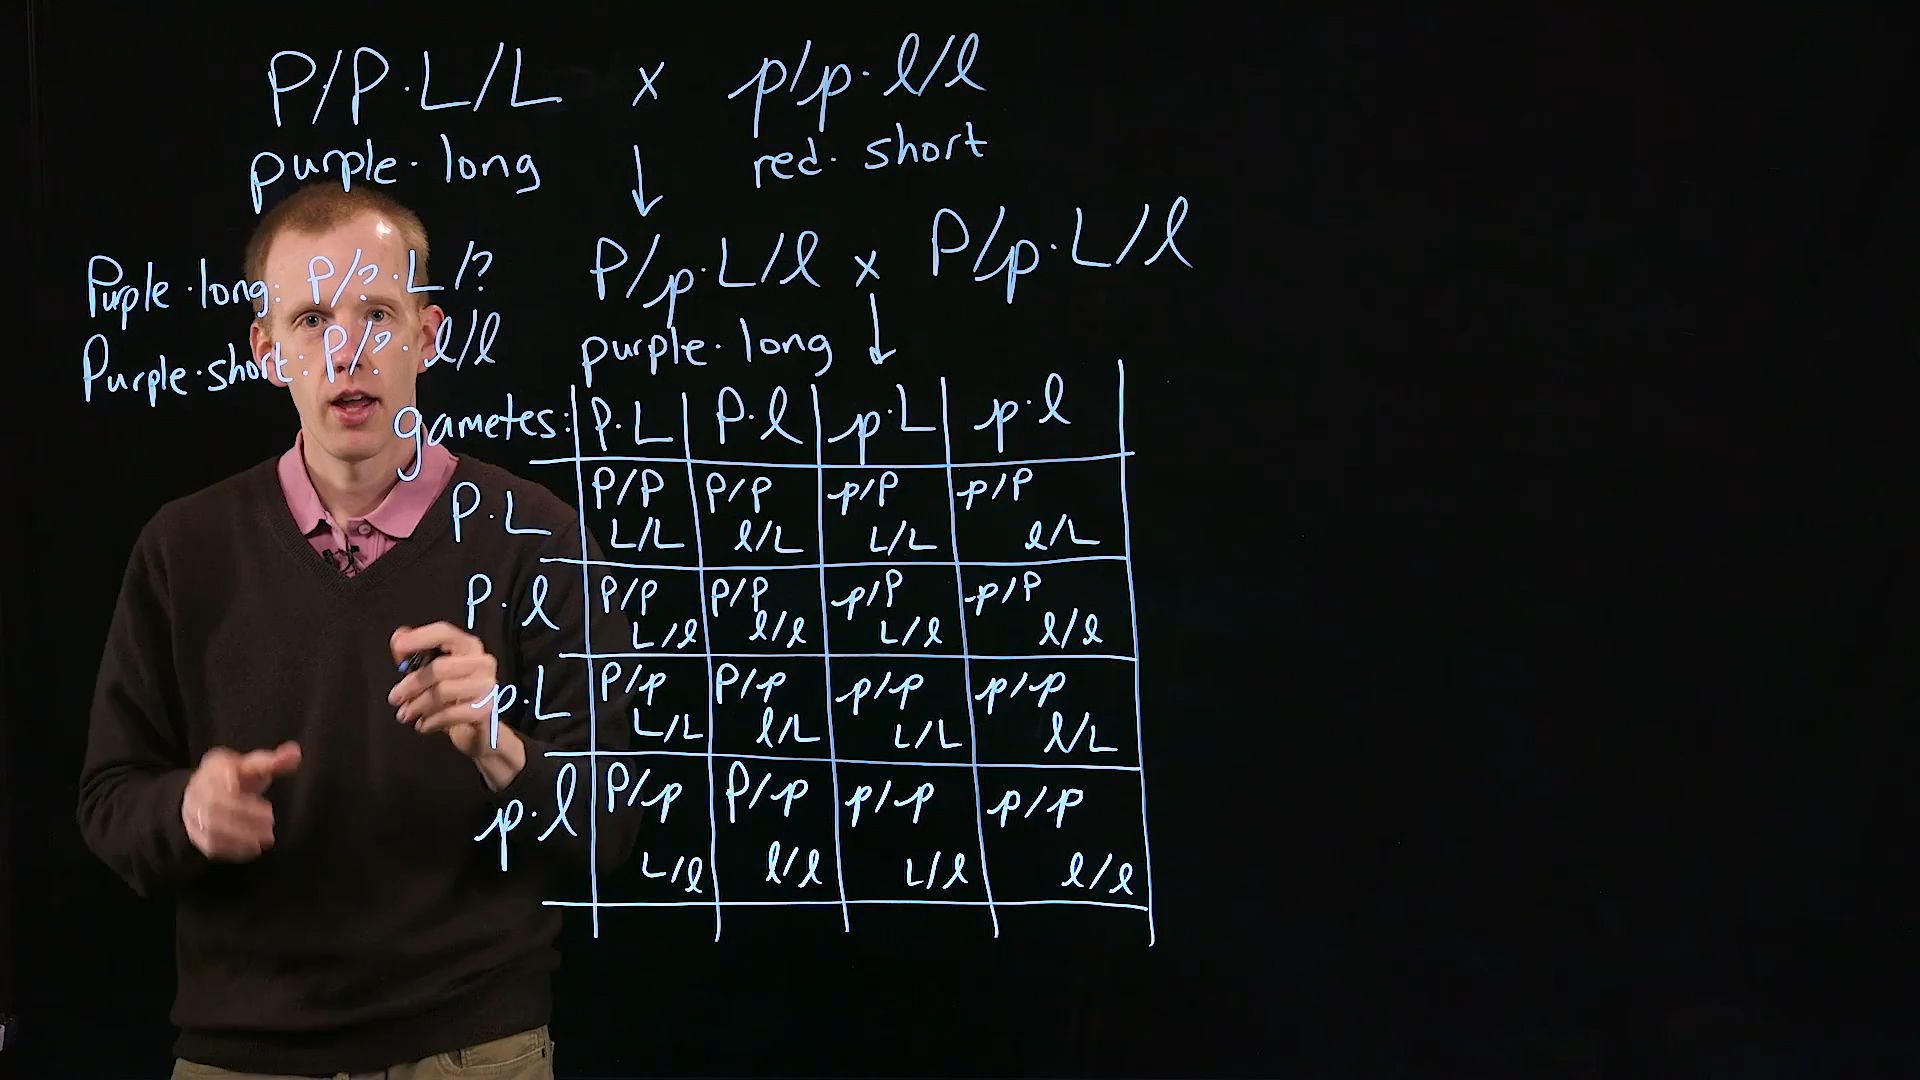 P/P·L/L x p/p·l/l
purple·long red·short
P/p·L/l x P/p·L/l
purple·long
Purple·long: P/?·L/?
Purple·short: P/?·l/l
gametes: P·L P·l p·L p·l
P·L P/P L/L P/P l/L p/P L/L p/P l/L
P·l P/P L/l P/P l/l p/P L/l p/P l/l
p·L P/p L/L P/p l/L p/p L/L p/p l/L
p·l P/p L/l P/p l/l p/p L/l p/p l/l